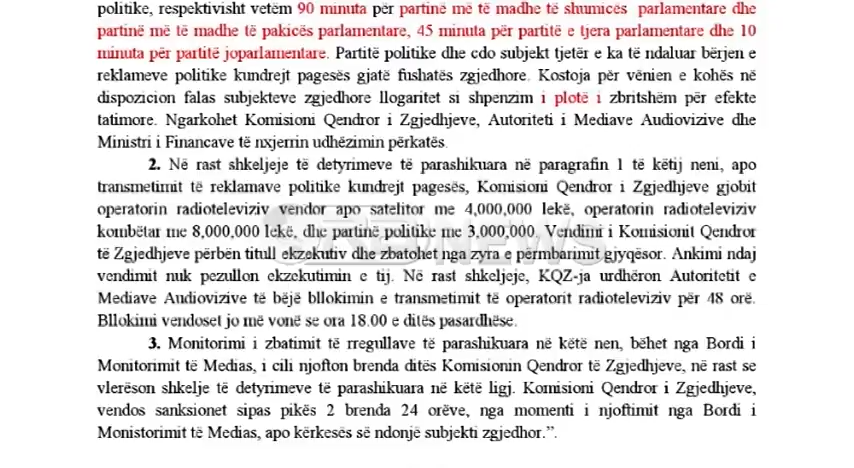 politike, respektivisht vetëm 90 minuta për partinë më të madhe të shumicës parlamentare dhe
partinë më të madhe të pakicës parlamentare, 45 minuta për partitë e tjera parlamentare dhe 10
minuta për partitë joparlamentare. Partitë politike dhe cdo subjekt tjetër e ka të ndaluar bërjen e
reklameve politike kundrejt pagesës gjatë fushatës zgjedhore. Kostoja për vënien e kohës në
dispozicion falas subjekteve zgjedhore llogaritet si shpenzim i plotë i zbritshëm për efekte
tatimore. Ngarkohet Komisioni Qendror i Zgjedhjeve, Autoriteti i Mediave Audiovizive dhe
Ministri i Financave të nxjerrin udhëzimin përkatës.
2. Në rast shkeljeje të detyrimeve të parashikuara në paragrafin 1 të këtij neni, apo
transmetimit të reklamave politike kundrejt pagesës, Komisioni Qendror i Zgjedhjeve gjobit
operatorin radioteleviziv vendor apo satelitor me 4,000,000 lekë, operatorin radioteleviziv
kombëtar me 8,000,000 lekë, dhe partinë politike me 3,000,000. Vendimi i Komisionit Qendror
të Zgjedhjeve përbën titull ekzekutiv dhe zbatohet nga zyra e përmbarimit gjyqësor. Ankimi ndaj
vendimit nuk pezullon ekzekutimin e tij. Në rast shkeljeje, KQZ-ja urdhëron Autoritetit e
Mediave Audiovizive të bëjë bllokimin e transmetimit të operatorit radioteleviziv për 48 orë.
Bllokimi vendoset jo më vonë se ora 18.00 e ditës pasardhëse.
3. Monitorimi i zbatimit të rregullave të parashikuara në këtë nen, bëhet nga Bordi i
Monitorimit të Medias, i cili njofton brenda ditës Komisionin Qendror të Zgjedhjeve, në rast se
vlerëson shkelje të detyrimeve të parashikuara në këtë ligj. Komisioni Qendror i Zgjedhjeve,
vendos sanksionet sipas pikës 2 brenda 24 orëve, nga momenti i njoftimit nga Bordi i
Monistorimit të Medias, apo kërkesës së ndonjë subjekti zgjedhor.”.
NEWS